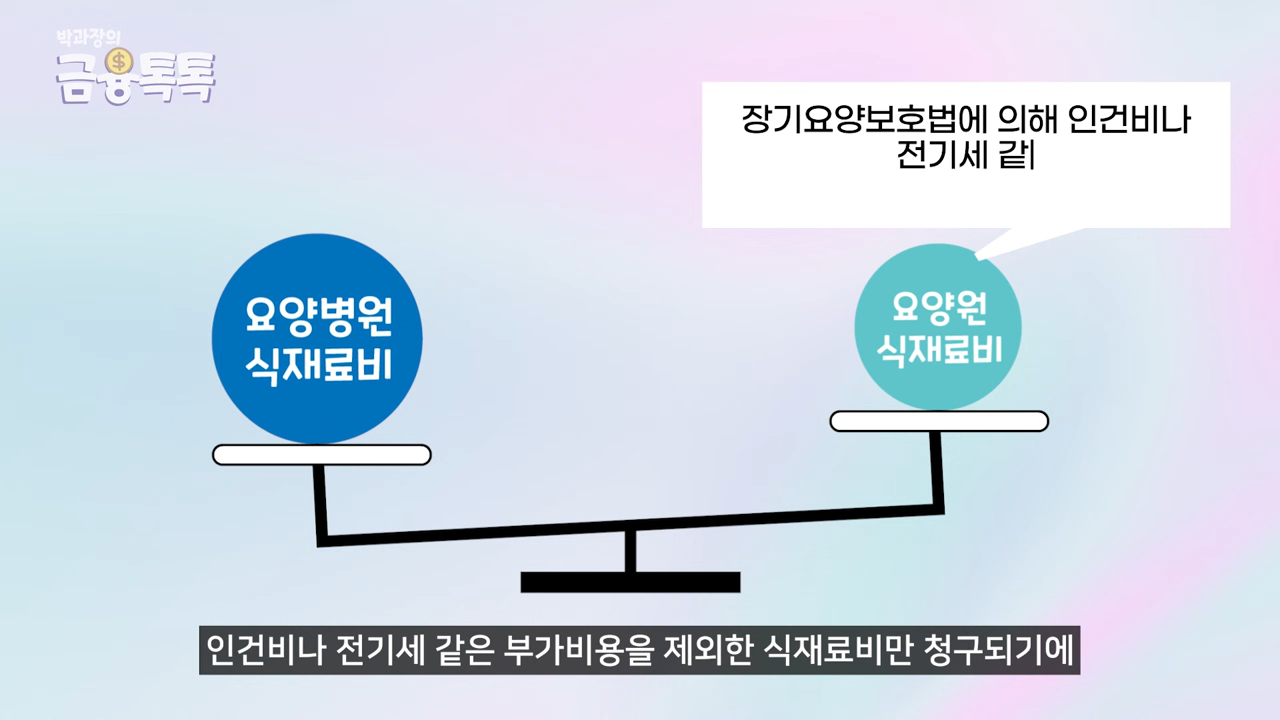 박과장의
금융톡톡
장기요양보호법에 의해 인건비나
전기세 같
요양병원
식재료비
요양원
식재료비
인건비나 전기세 같은 부가비용을 제외한 식재료비만 청구되기에